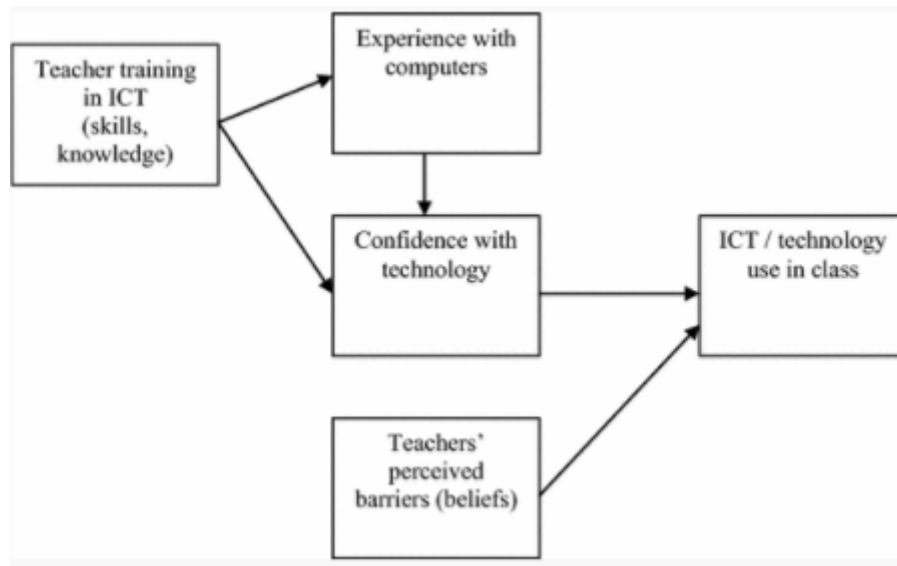 Teacher training
in ICT
(skills,
knowledge)
Experience with
computers
Confidence with
technology
ICT / technology
use in class
Teachers’
perceived
barriers (beliefs)